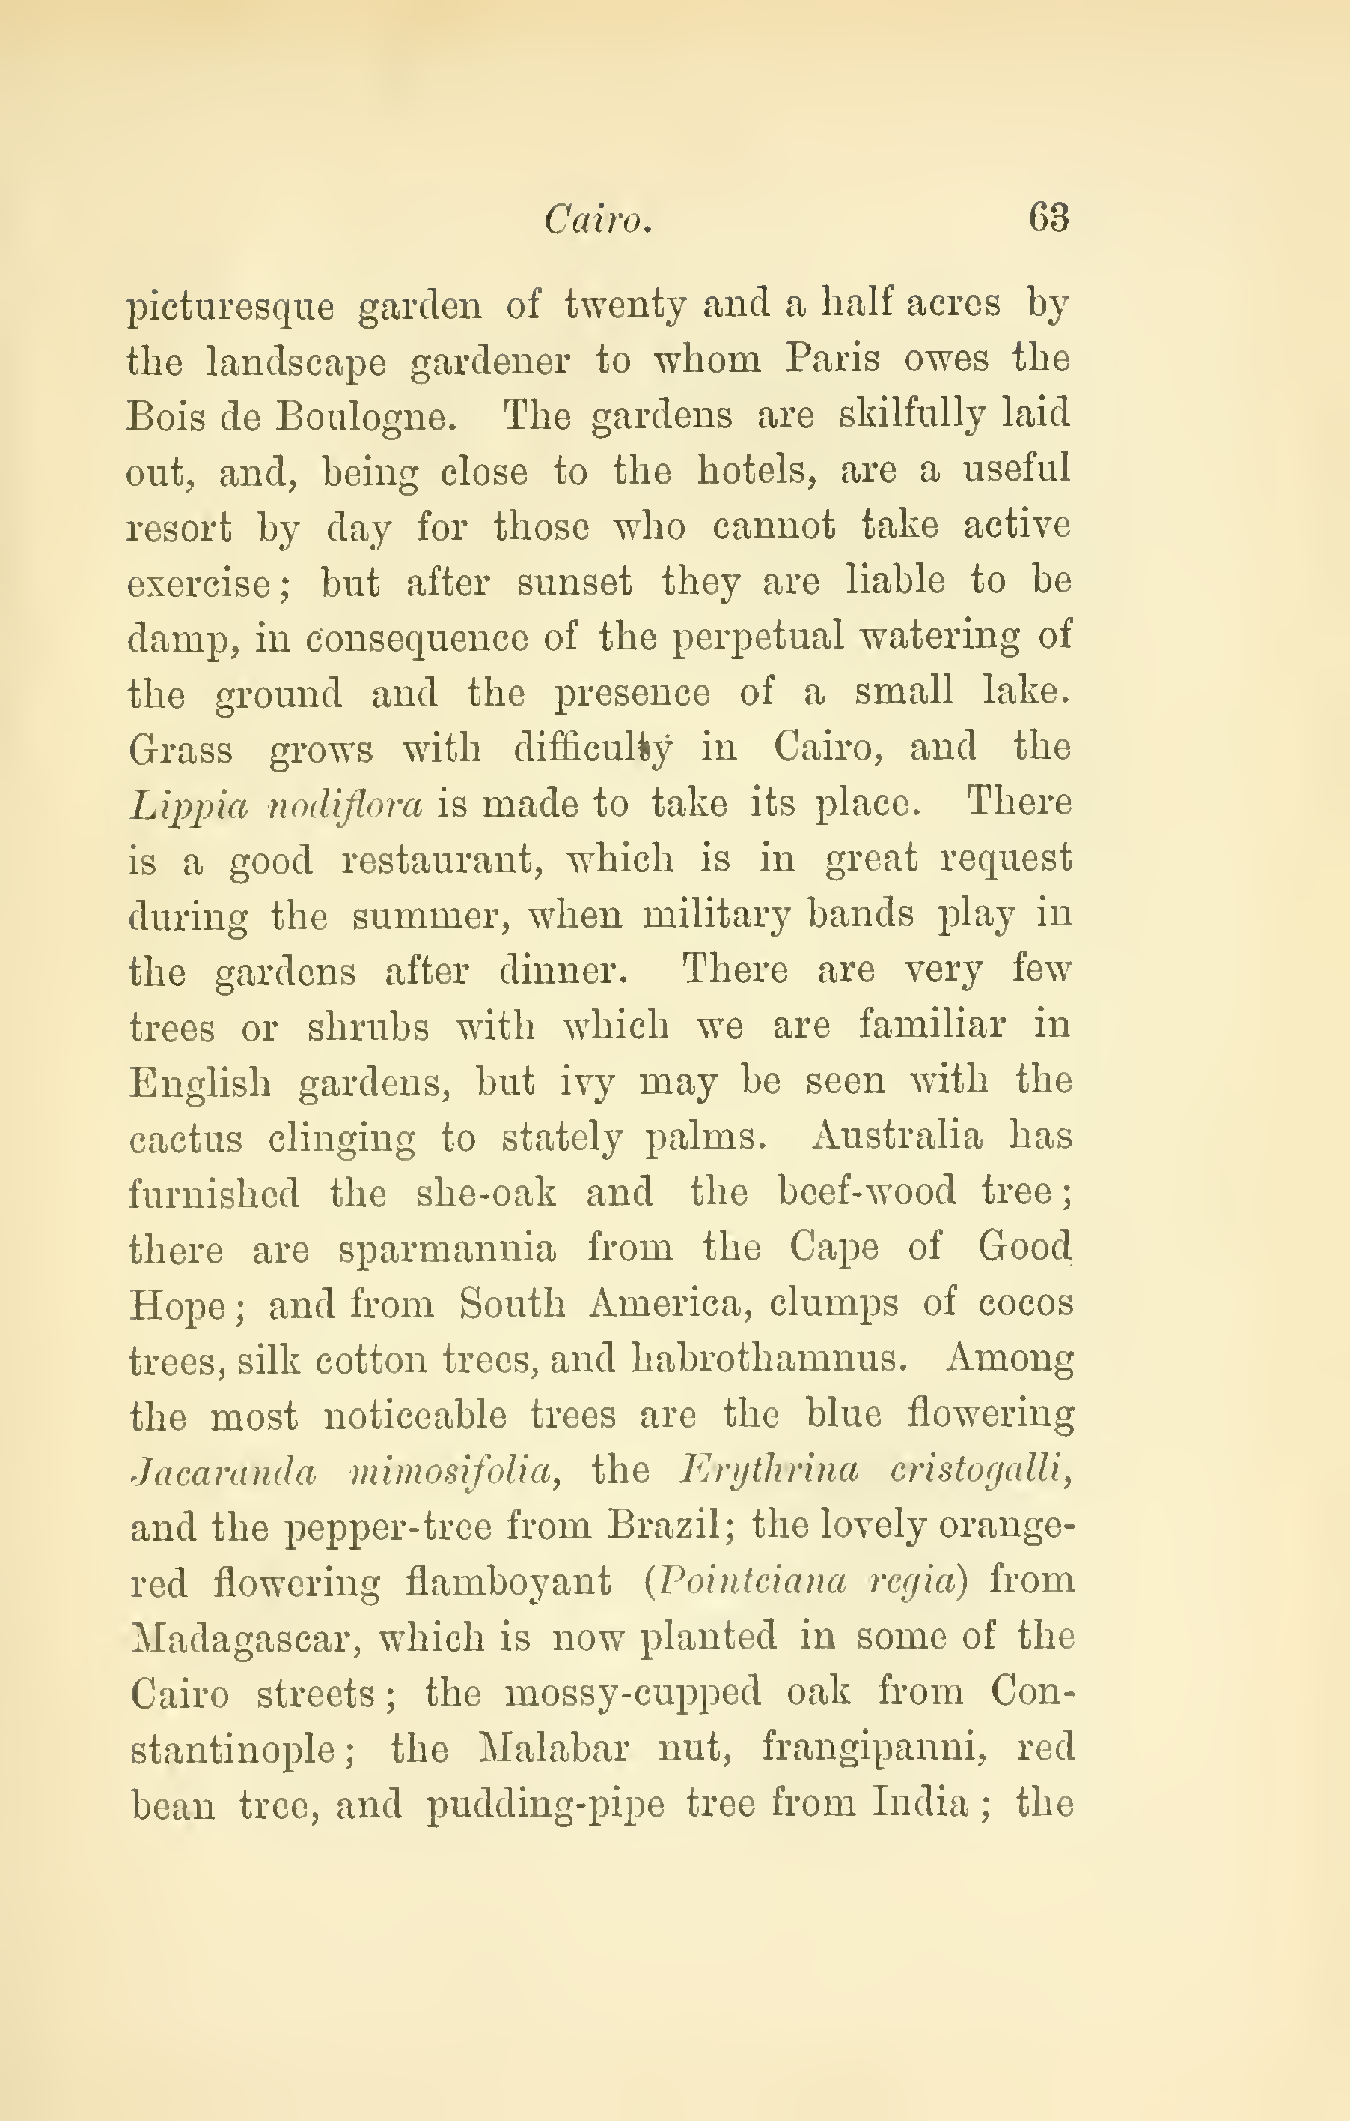 Cairo. 63
picturesque garden of twenty and a half acres by
the landscape gardener to whom Paris owes the
Bois de Boulogne. The gardens are skilfully laid
out, and, being close to the hotels, are a useful
resort by day for those who cannot take active
exercise; but after sunset they are liable to be
damp, in consequence of the perpetual watering of
the ground and the presence of a small lake.
Grass grows with difficulty in Cairo, and the
Lippia nodiflora is made to take its place. There
is a good restaurant, which is in great request
during the summer, when military bands play in
the gardens after dinner. There are very few
trees or shrubs with which we are familiar in
English gardens, but ivy may be seen with the
cactus clinging to stately palms. Australia has
furnished the she-oak and the beef-wood tree;
there are sparmannia from the Cape of Good
Hope; and from South America, clumps of cocos
trees, silk cotton trees, and habrothamnus. Among
the most noticeable trees are the blue flowering
Jacaranda mimosifolia, the Erythrina cristogalli,
and the pepper-tree from Brazil; the lovely orange-
red flowering flamboyant (Pointciana regia) from
Madagascar, which is now planted in some of the
Cairo streets; the mossy-cupped oak from Con-
stantinople; the Malabar nut, frangipanni, red
bean tree, and pudding-pipe tree from India; the